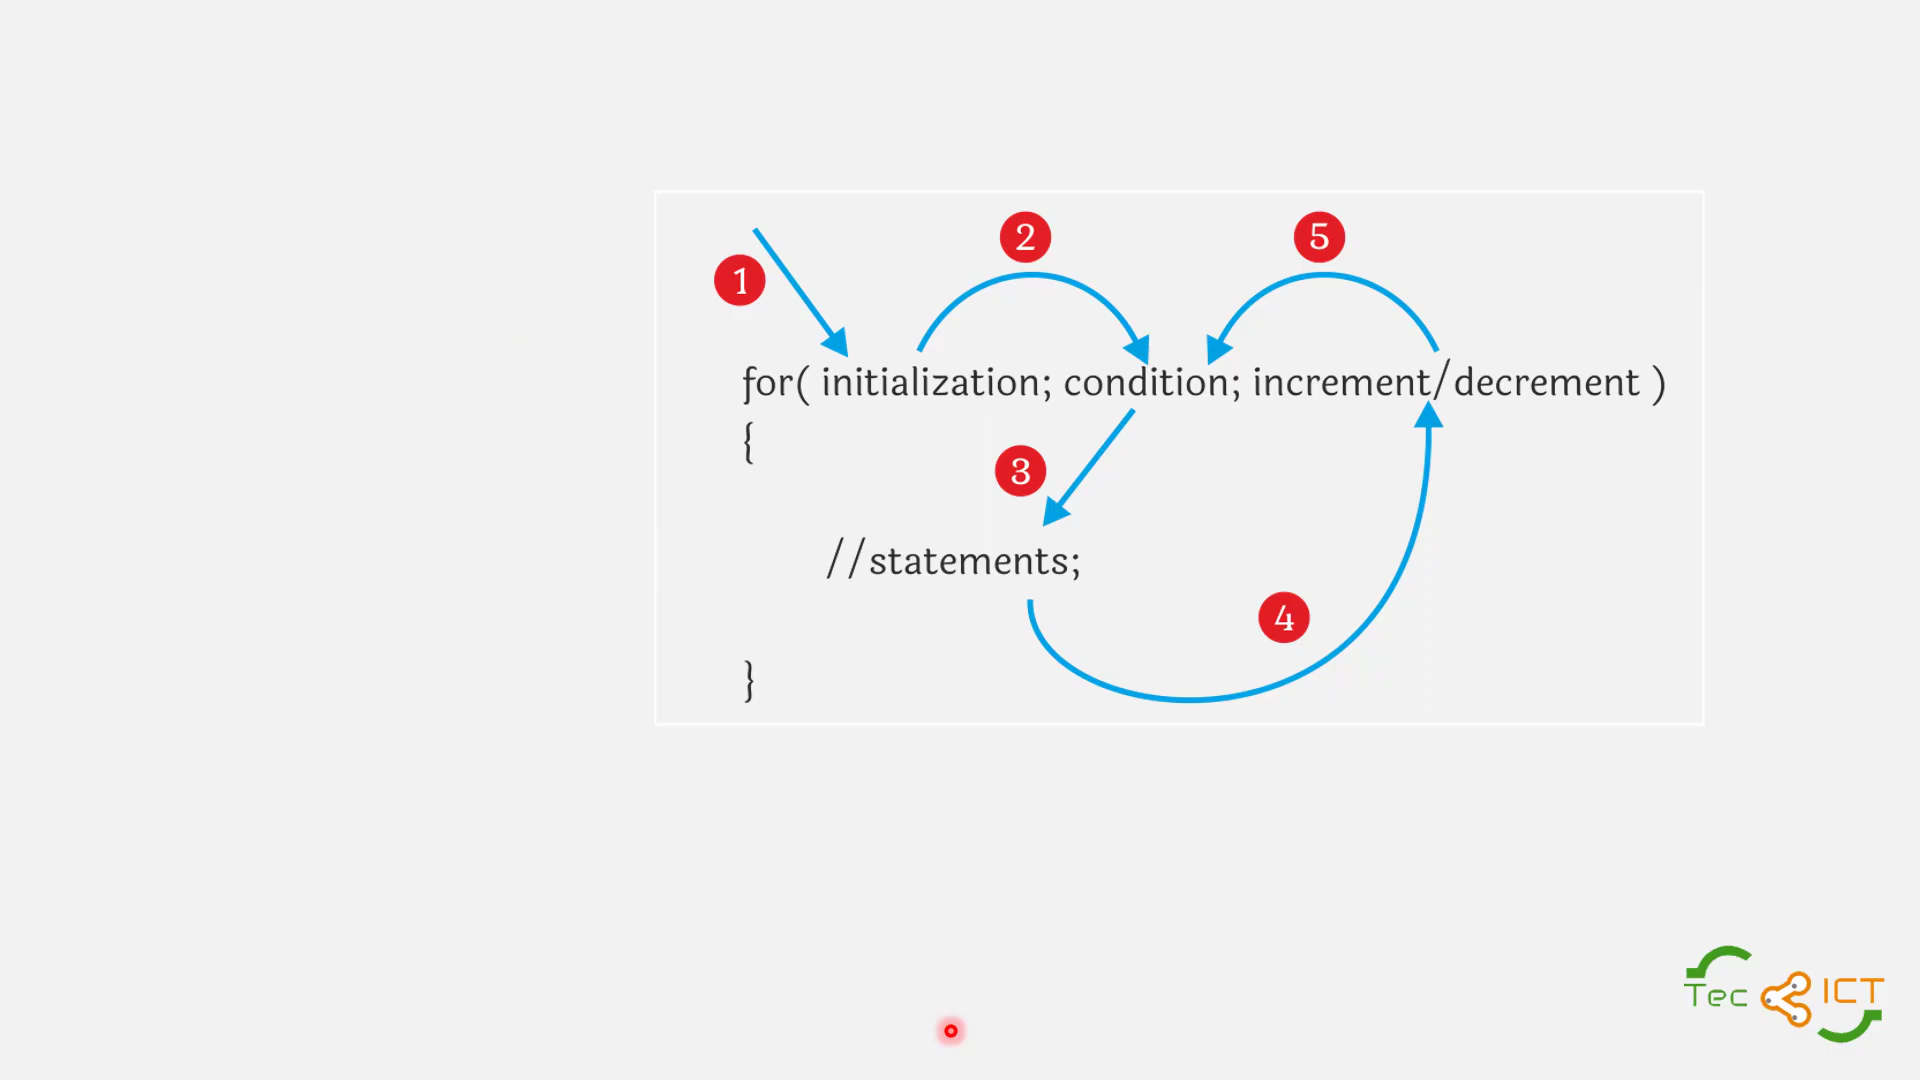 2
5
1
for( initialization; condition; increment/decrement )
{
3
//statements;
4
}
Tec ICT